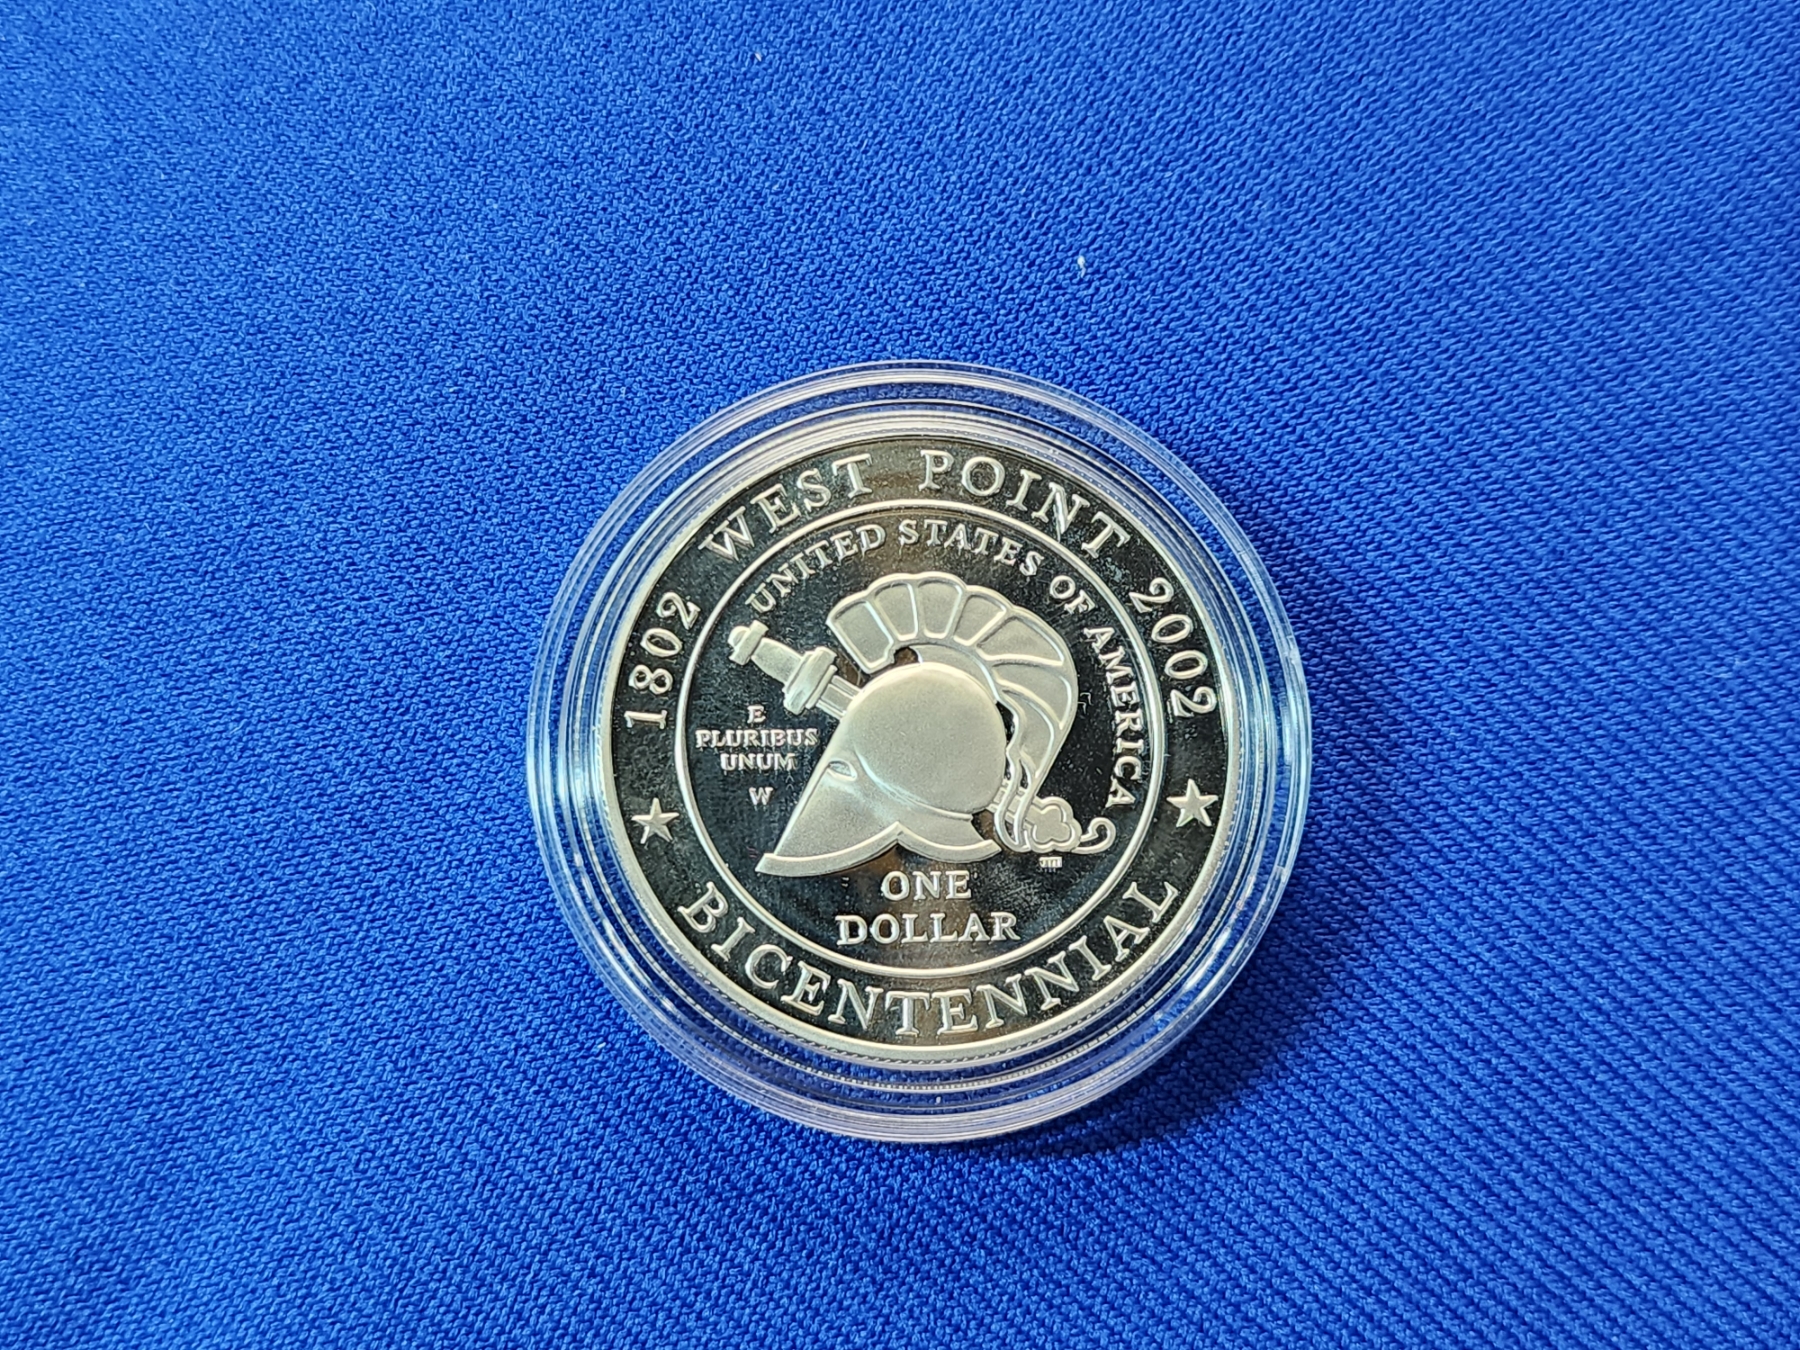 1802 WEST POINT 2002
UNITED STATES OF AMERICA
E
PLURIBUS
UNUM
W
ONE
DOLLAR
BICENTENNIAL